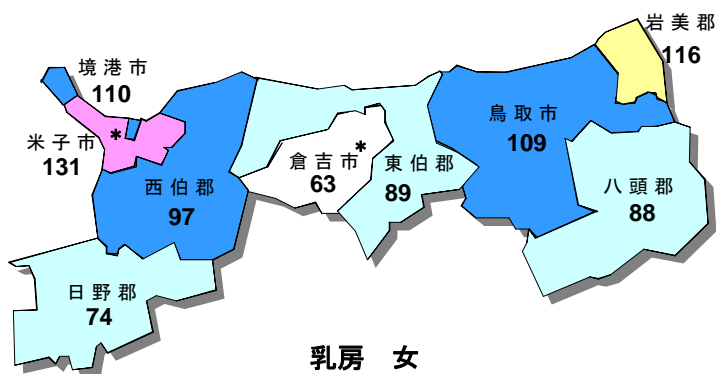 岩美郡
116
境港市
110
米子市
131
*
西伯郡
97
倉吉市
*
63
東伯郡
89
鳥取市
109
八頭郡
88
日野郡
74
乳房 女